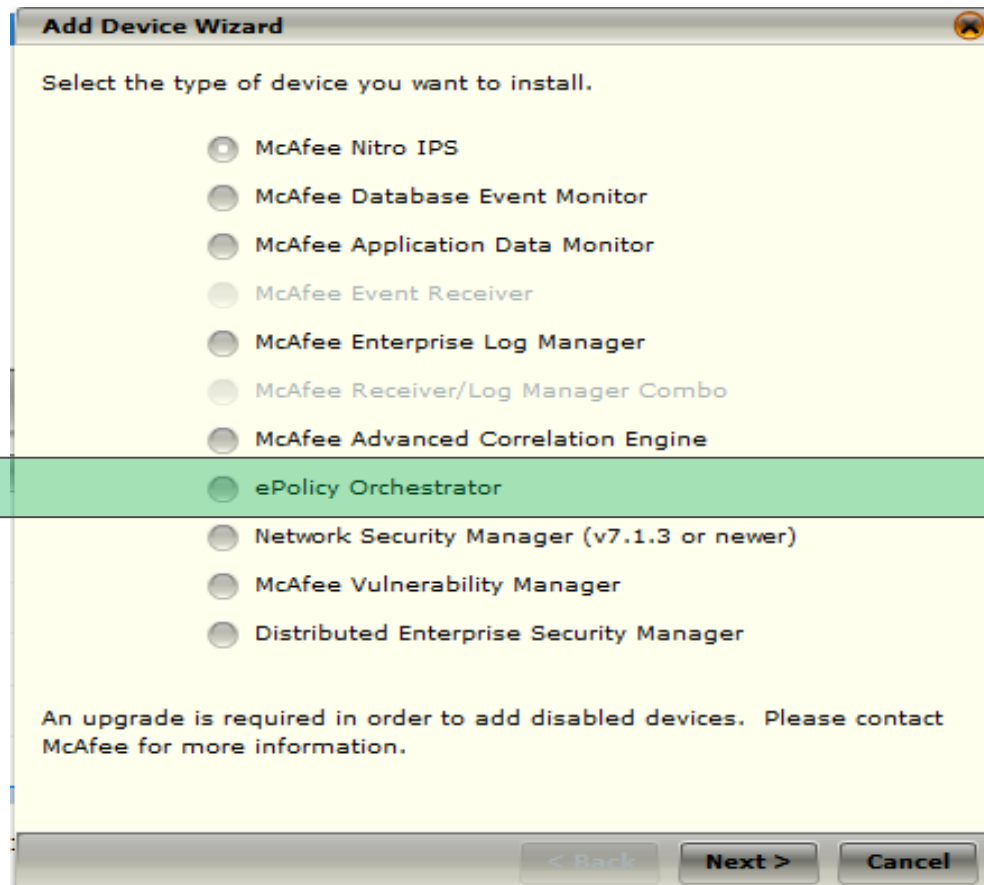 Add Device Wizard
Select the type of device you want to install.
McAfee Nitro IPS
McAfee Database Event Monitor
McAfee Application Data Monitor
McAfee Event Receiver
McAfee Enterprise Log Manager
McAfee Receiver/Log Manager Combo
McAfee Advanced Correlation Engine
ePolicy Orchestrator
Network Security Manager (v7.1.3 or newer)
McAfee Vulnerability Manager
Distributed Enterprise Security Manager
An upgrade is required in order to add disabled devices.  Please contact
McAfee for more information.
< Back Next > Cancel